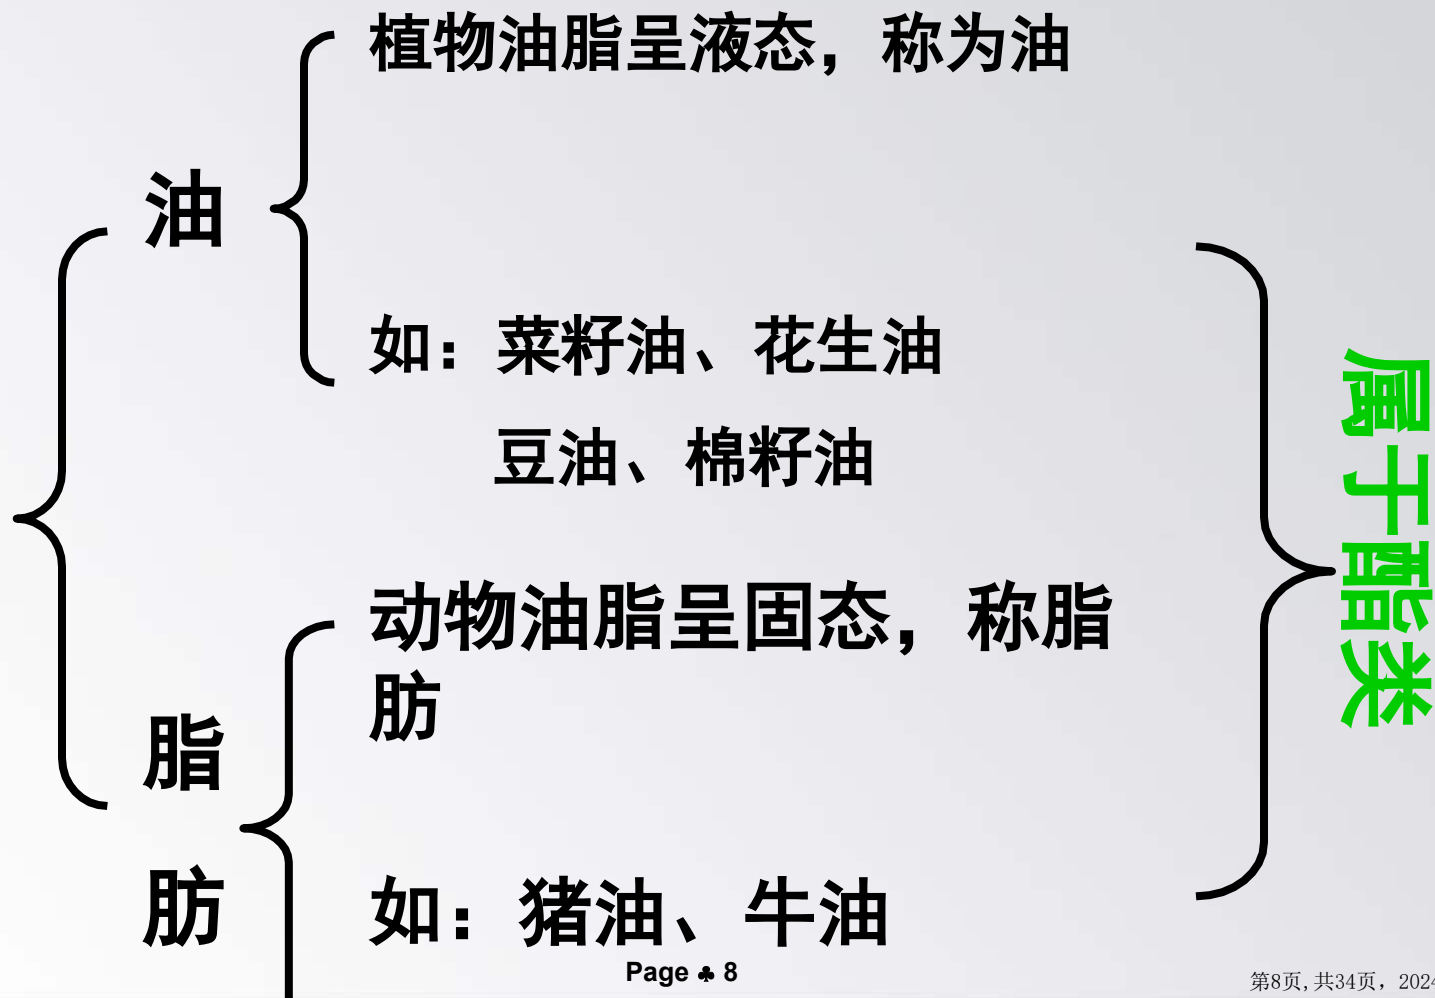 植物油脂呈液态，称为油
油
如：菜籽油、花生油
豆油、棉籽油
动物油脂呈固态，称脂
肪
脂
肪
如：猪油、牛油
属于酯类
Page ♣ 8
第8页,共34页，2024